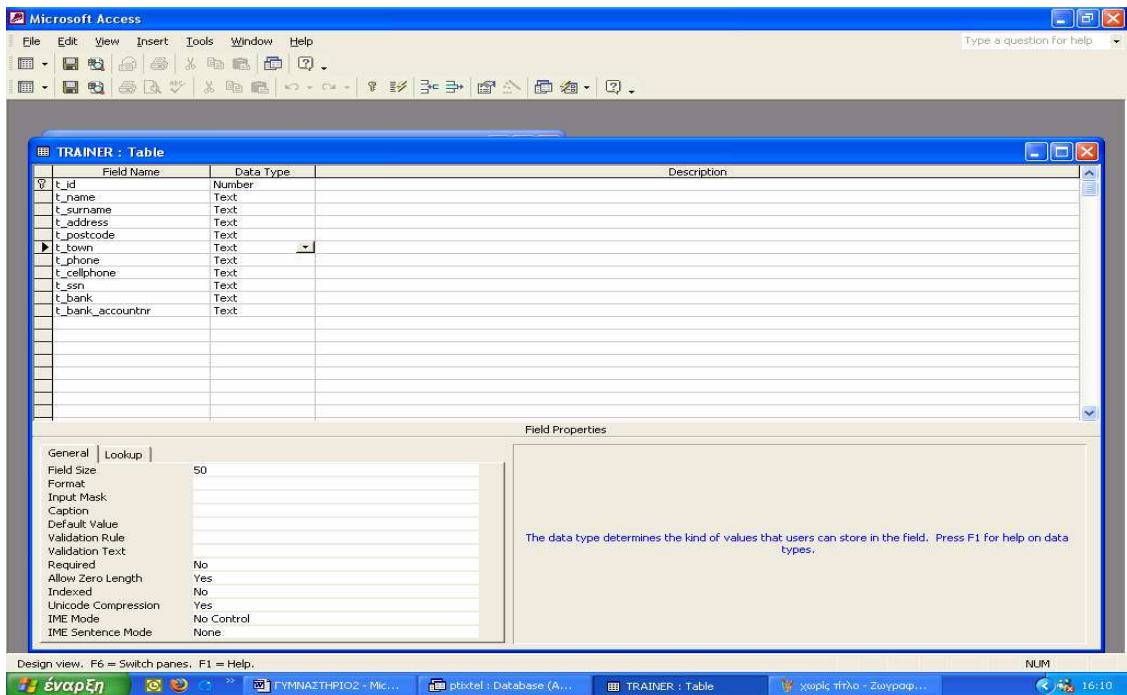 Microsoft Access
File Edit View Insert Tools Window Help Type a question for help
TRAINER : Table
Field Name Data Type Description
t_id Number
t_name Text
t_surname Text
t_address Text
t_postcode Text
t_town Text
t_phone Text
t_cellphone Text
t_ssn Text
t_bank Text
t_bank_accountnr Text
Field Properties
General Lookup
Field Size 50
Format
Input Mask
Caption
Default Value
Validation Rule
Validation Text
Required No
Allow Zero Length Yes
Indexed No
Unicode Compression Yes
IME Mode No Control
IME Sentence Mode None
The data type determines the kind of values that users can store in the field. Press F1 for help on data
types.
Design view. F6 = Switch panes. F1 = Help. NUM
έναρξη ΓΥΜΝΑΣΤΗΡΙΟ2 - Mic... ptixtel : Database (A... TRAINER : Table χωρίς τίτλο - Ζωγραφ... 16:10